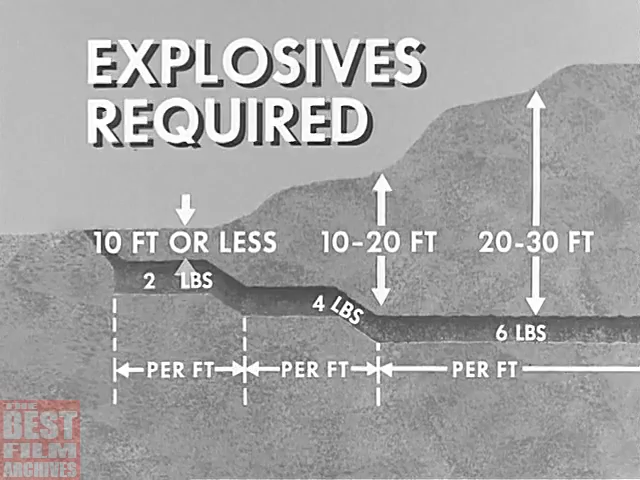 EXPLOSIVES
REQUIRED
10 FT OR LESS
10-20 FT
20-30 FT
2 LBS
4 LBS
6 LBS
PER FT
PER FT
PER FT
THE
BEST
FILM
ARCHIVES